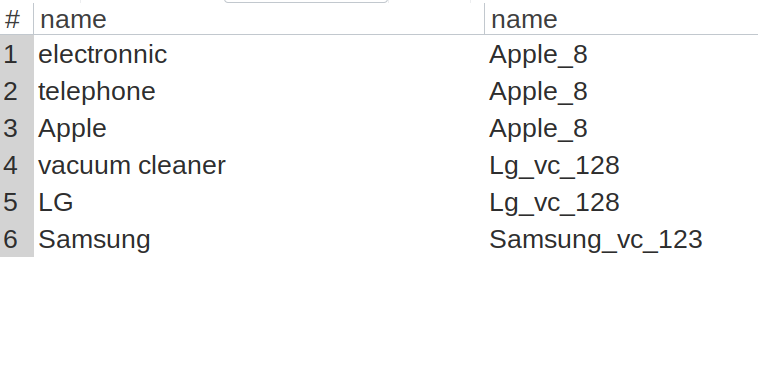 # name name
1 electronnic Apple_8
2 telephone Apple_8
3 Apple Apple_8
4 vacuum cleaner Lg_vc_128
5 LG Lg_vc_128
6 Samsung Samsung_vc_123